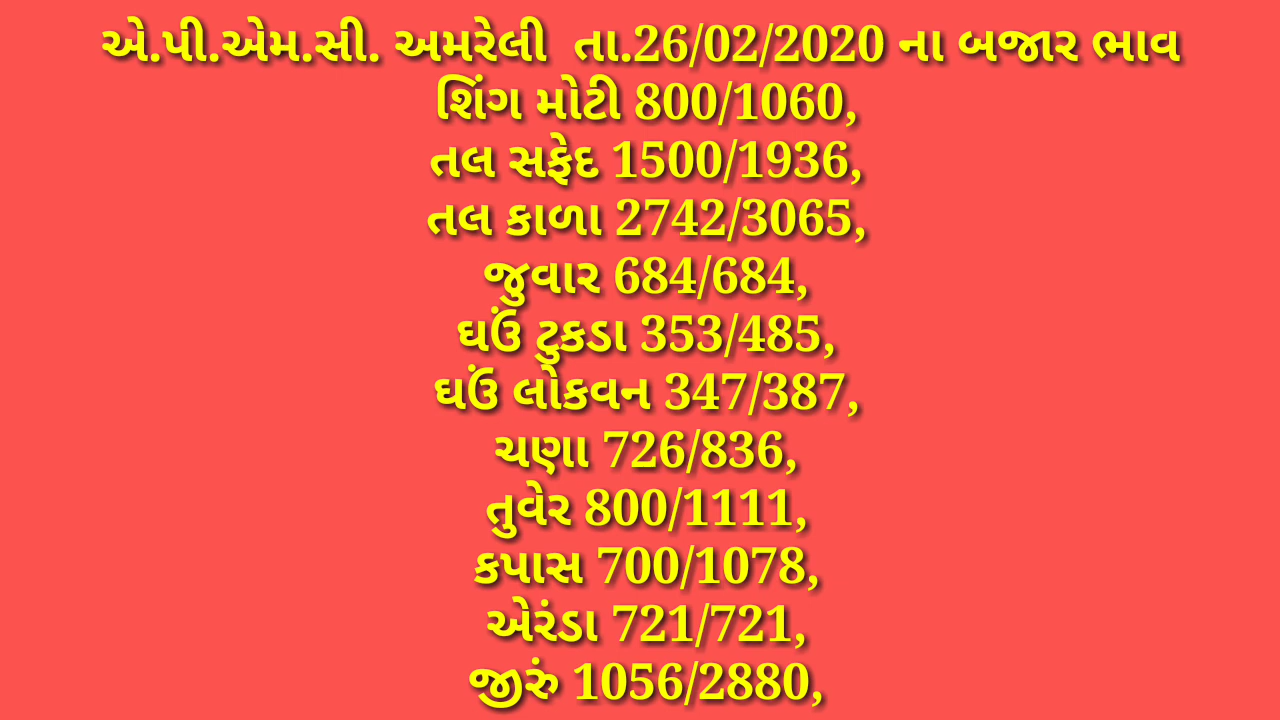 એ.પી.એમ.સી. અમરેલી  તા.26/02/2020 ના બજાર ભાવ
શિંગ મોટી 800/1060,
તલ સફેદ 1500/1936,
તલ કાળા 2742/3065,
જુવાર 684/684,
ઘઉં ટુકડા 353/485,
ઘઉં લોકવન 347/387,
ચણા 726/836,
તુવેર 800/1111,
કપાસ 700/1078,
એરંડા 721/721,
જીરું 1056/2880,